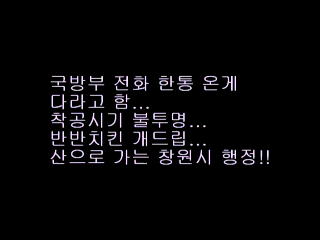 국방부 전화 한통 온게
다라고 함...
착공시기 불투명...
반반치킨 개드립...
산으로 가는 창원시 행정!!